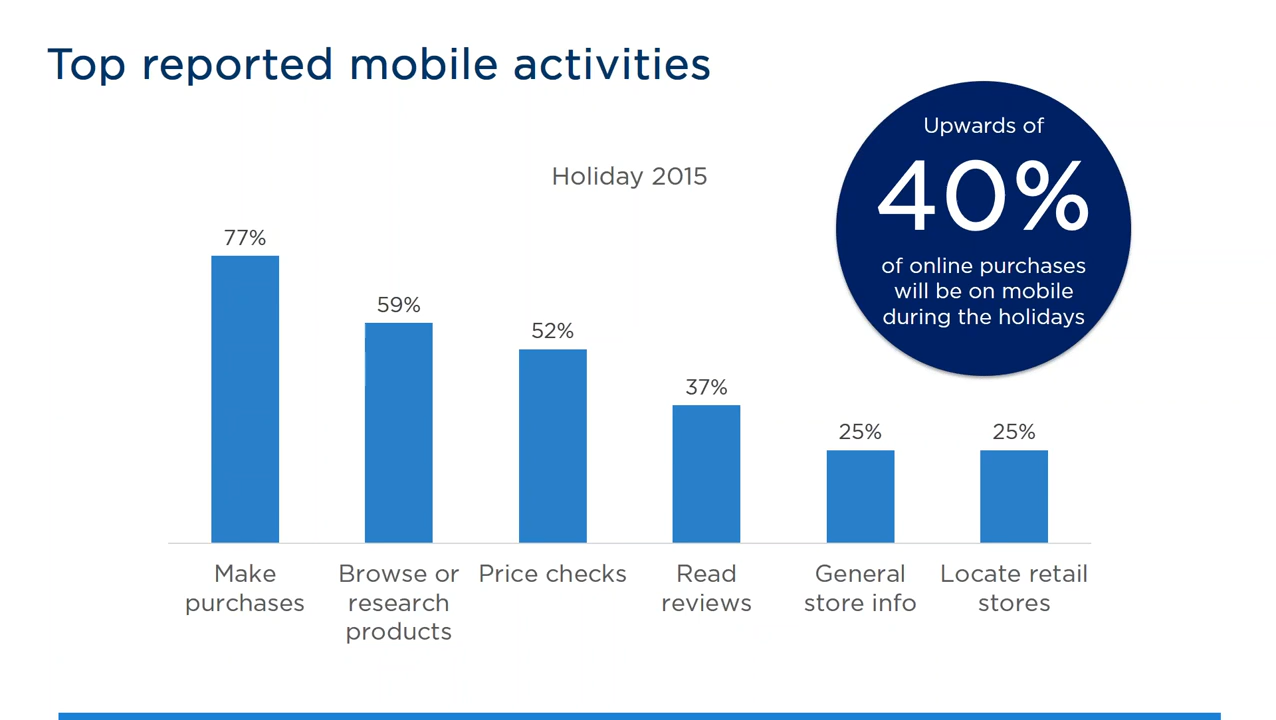 Top reported mobile activities
Upwards of
40%
of online purchases
will be on mobile
during the holidays
Holiday 2015
77%
59%
52%
37%
25%
25%
Make
purchases
Browse or
research
products
Price checks
Read
reviews
General
store info
Locate retail
stores